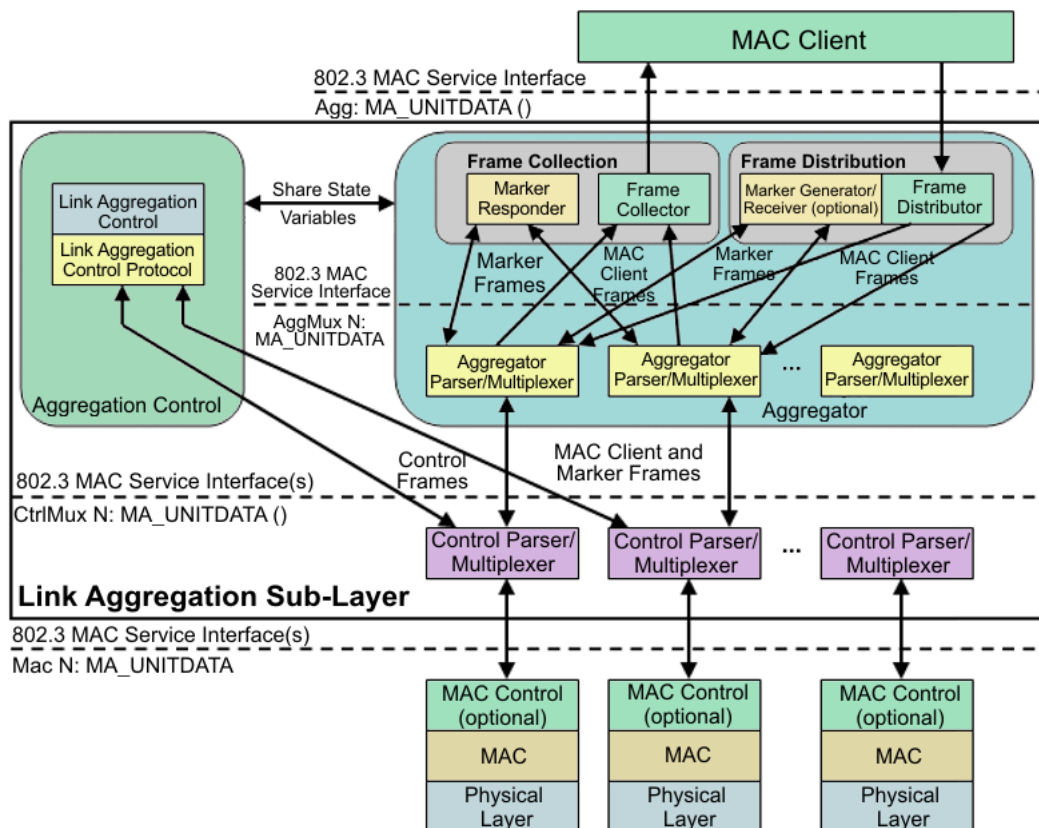 MAC Client
802.3 MAC Service Interface
Agg: MA_UNITDATA ()
Frame Collection
Frame Distribution
Link Aggregation
Control
Link Aggregation
Control Protocol
Share State
Variables
Marker
Responder
Frame
Collector
Marker Generator/
Receiver (optional)
Frame
Distributor
Marker
Frames
MAC
Client
Frames
Marker
Frames
MAC Client
Frames
802.3 MAC
Service Interface
AggMux N:
MA_UNITDATA
Aggregator
Parser/Multiplexer
Aggregator
Parser/Multiplexer
...
Aggregator
Parser/Multiplexer
Aggregation Control
Aggregator
Control
Frames
MAC Client and
Marker Frames
802.3 MAC Service Interface(s)
CtrlMux N: MA_UNITDATA ()
Control Parser/
Multiplexer
Control Parser/
Multiplexer
...
Control Parser/
Multiplexer
Link Aggregation Sub-Layer
802.3 MAC Service Interface(s)
Mac N: MA_UNITDATA
MAC Control
(optional)
MAC
Physical
Layer
MAC Control
(optional)
MAC
Physical
Layer
MAC Control
(optional)
MAC
Physical
Layer